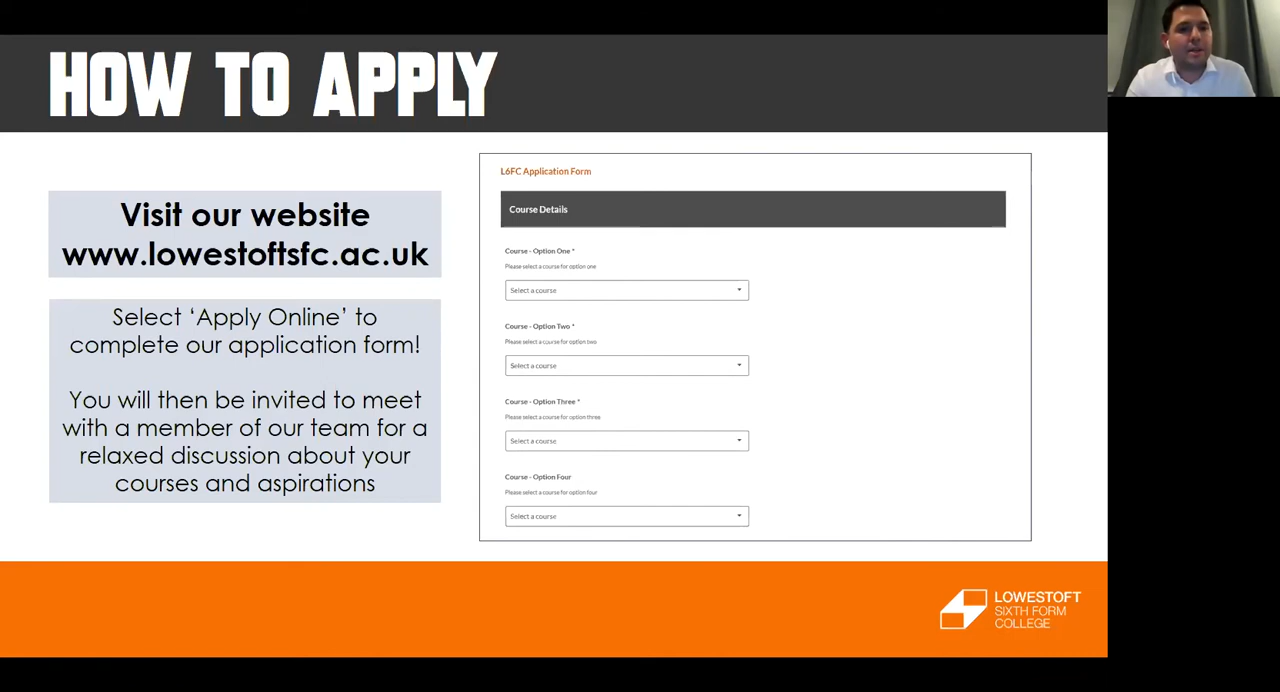 HOW TO APPLY
Visit our website
www.lowestoftsfc.ac.uk
Select ‘Apply Online’ to
complete our application form!
You will then be invited to meet
with a member of our team for a
relaxed discussion about your
courses and aspirations
L6FC Application Form
Course Details
Course - Option One *
Please select a course for option one
Select a course
Course - Option Two *
Please select a course for option two
Select a course
Course - Option Three *
Please select a course for option three
Select a course
Course - Option Four
Please select a course for option four
Select a course
LOWESTOFT
SIXTH FORM
COLLEGE